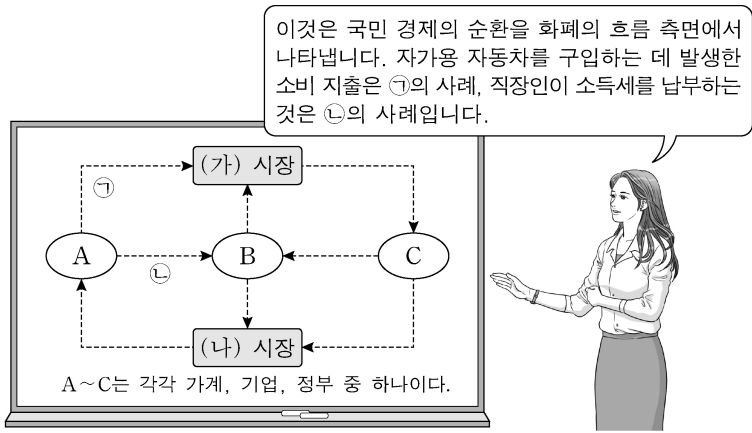 이것은 국민 경제의 순환을 화폐의 흐름 측면에서
나타냅니다. 자가용 자동차를 구입하는 데 발생한
소비 지출은 ㉠의 사례, 직장인이 소득세를 납부하는
것은 ㉡의 사례입니다.
(가) 시장
㉠
A
B
C
㉡
(나) 시장
A~C는 각각 가계, 기업, 정부 중 하나이다.